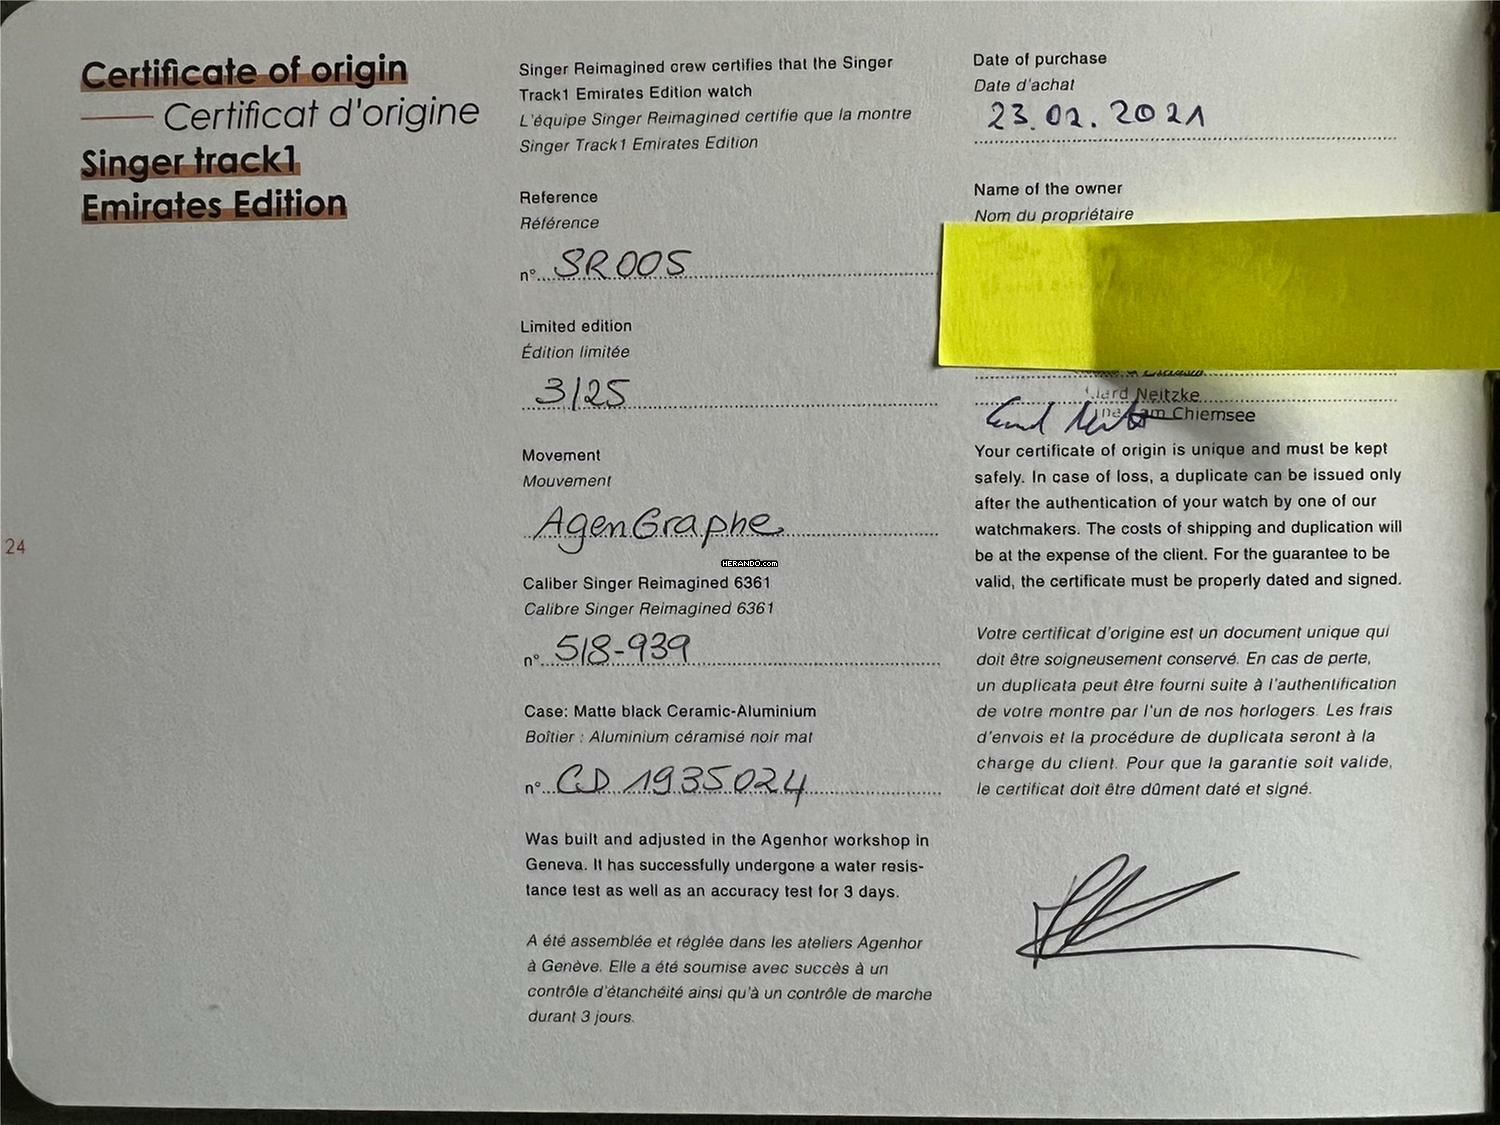 Certificate of origin
Certificat d'origine
Singer track1
Emirates Edition
24
Singer Reimagined crew certifies that the Singer
Track1 Emirates Edition watch
L'équipe Singer Reimagined certifie que la montre
Singer Track1 Emirates Edition
Reference
Référence
n° SR005
Limited edition
Édition limitée
3/25
Movement
Mouvement
AgenGraphe
HERANDO.com
Caliber Singer Reimagined 6361
Calibre Singer Reimagined 6361
n° 518-939
Case: Matte black Ceramic-Aluminium
Boîtier : Aluminium céramisé noir mat
n° CD 1935024
Was built and adjusted in the Agenhor workshop in
Geneva. It has successfully undergone a water resis-
tance test as well as an accuracy test for 3 days.
A été assemblée et réglée dans les ateliers Agenhor
à Genève. Elle a été soumise avec succès à un
contrôle d'étanchéité ainsi qu'à un contrôle de marche
durant 3 jours.
Date of purchase
Date d'achat
23.02.2021
Name of the owner
Nom du propriétaire
Neitzke
am Chiemsee
Your certificate of origin is unique and must be kept
safely. In case of loss, a duplicate can be issued only
after the authentication of your watch by one of our
watchmakers. The costs of shipping and duplication will
be at the expense of the client. For the guarantee to be
valid, the certificate must be properly dated and signed.
Votre certificat d'origine est un document unique qui
doit être soigneusement conservé. En cas de perte,
un duplicata peut être fourni suite à l'authentification
de votre montre par l'un de nos horlogers. Les frais
d'envois et la procédure de duplicata seront à la
charge du client. Pour que la garantie soit valide,
le certificat doit être dûment daté et signé.